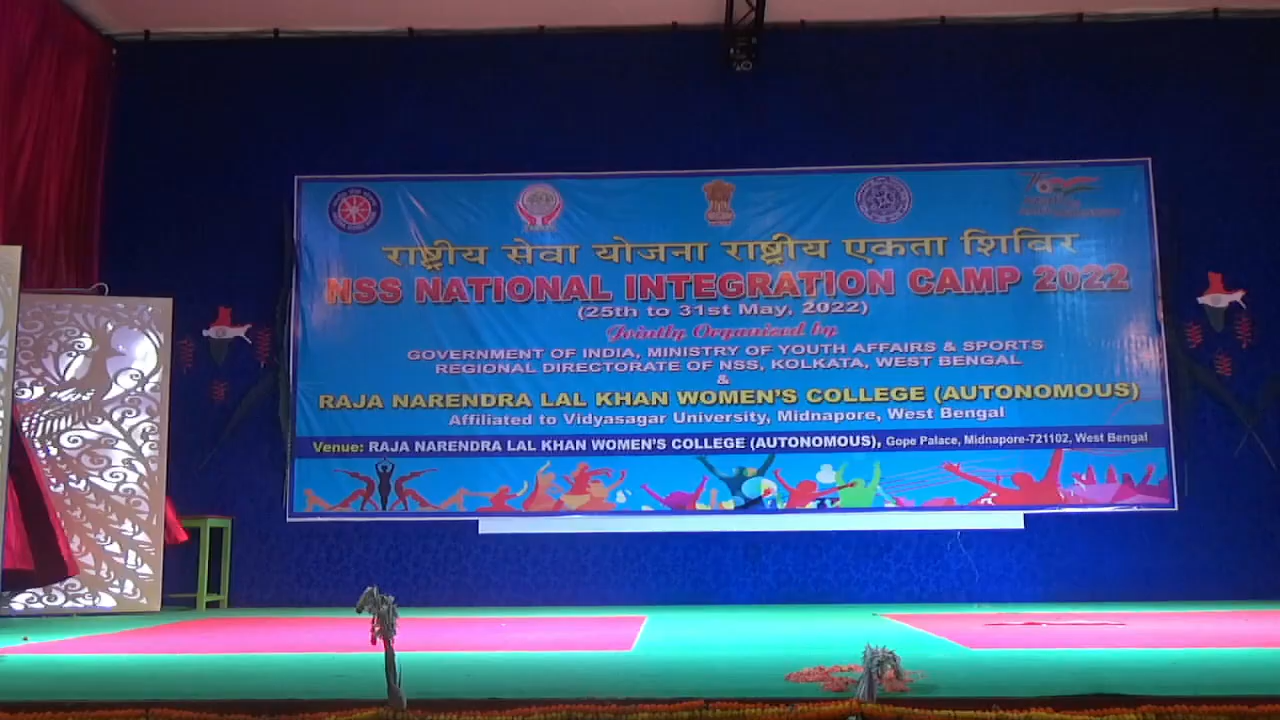 राष्ट्रीय सेवा योजना राष्ट्रीय एकता शिविर
NSS NATIONAL INTEGRATION CAMP 2022
(25th to 31st May, 2022)
Jointly Organised by
GOVERNMENT OF INDIA, MINISTRY OF YOUTH AFFAIRS & SPORTS
REGIONAL DIRECTORATE OF NSS, KOLKATA, WEST BENGAL
&
RAJA NARENDRA LAL KHAN WOMEN'S COLLEGE (AUTONOMOUS)
Affiliated to Vidyasagar University, Midnapore, West Bengal
Venue: RAJA NARENDRA LAL KHAN WOMEN'S COLLEGE (AUTONOMOUS), Gope Palace, Midnapore-721102, West Bengal